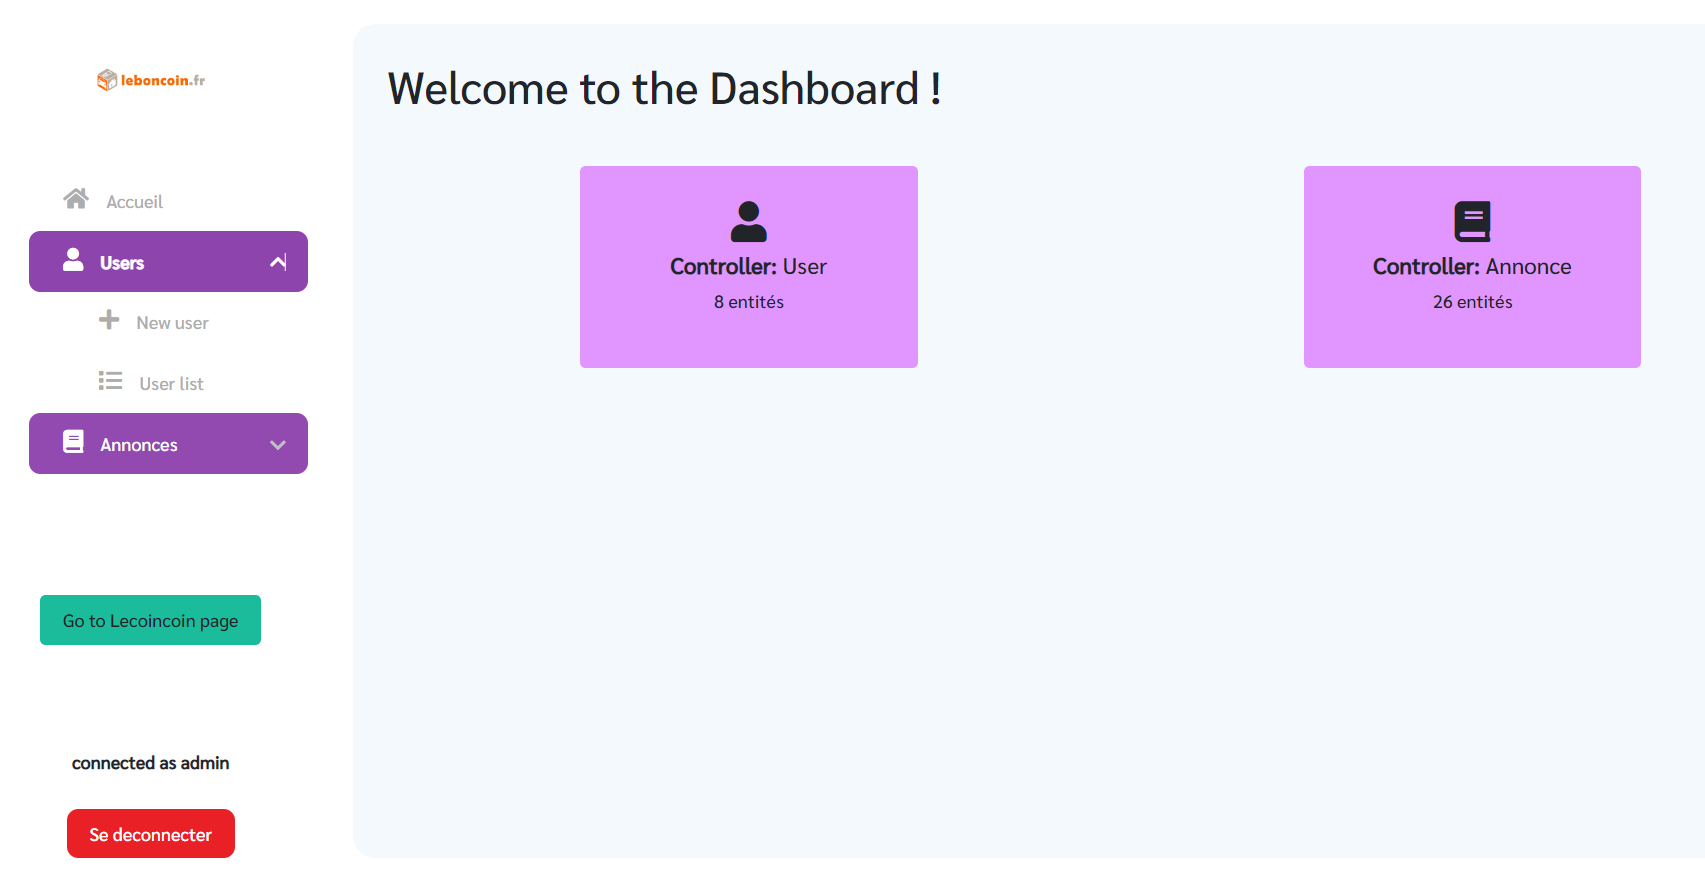 leboncoin.fr
Accueil
Users
New user
User list
Annonces
Go to Lecoincoin page
connected as admin
Se deconnecter
Welcome to the Dashboard !
Controller: User
8 entités
Controller: Annonce
26 entités